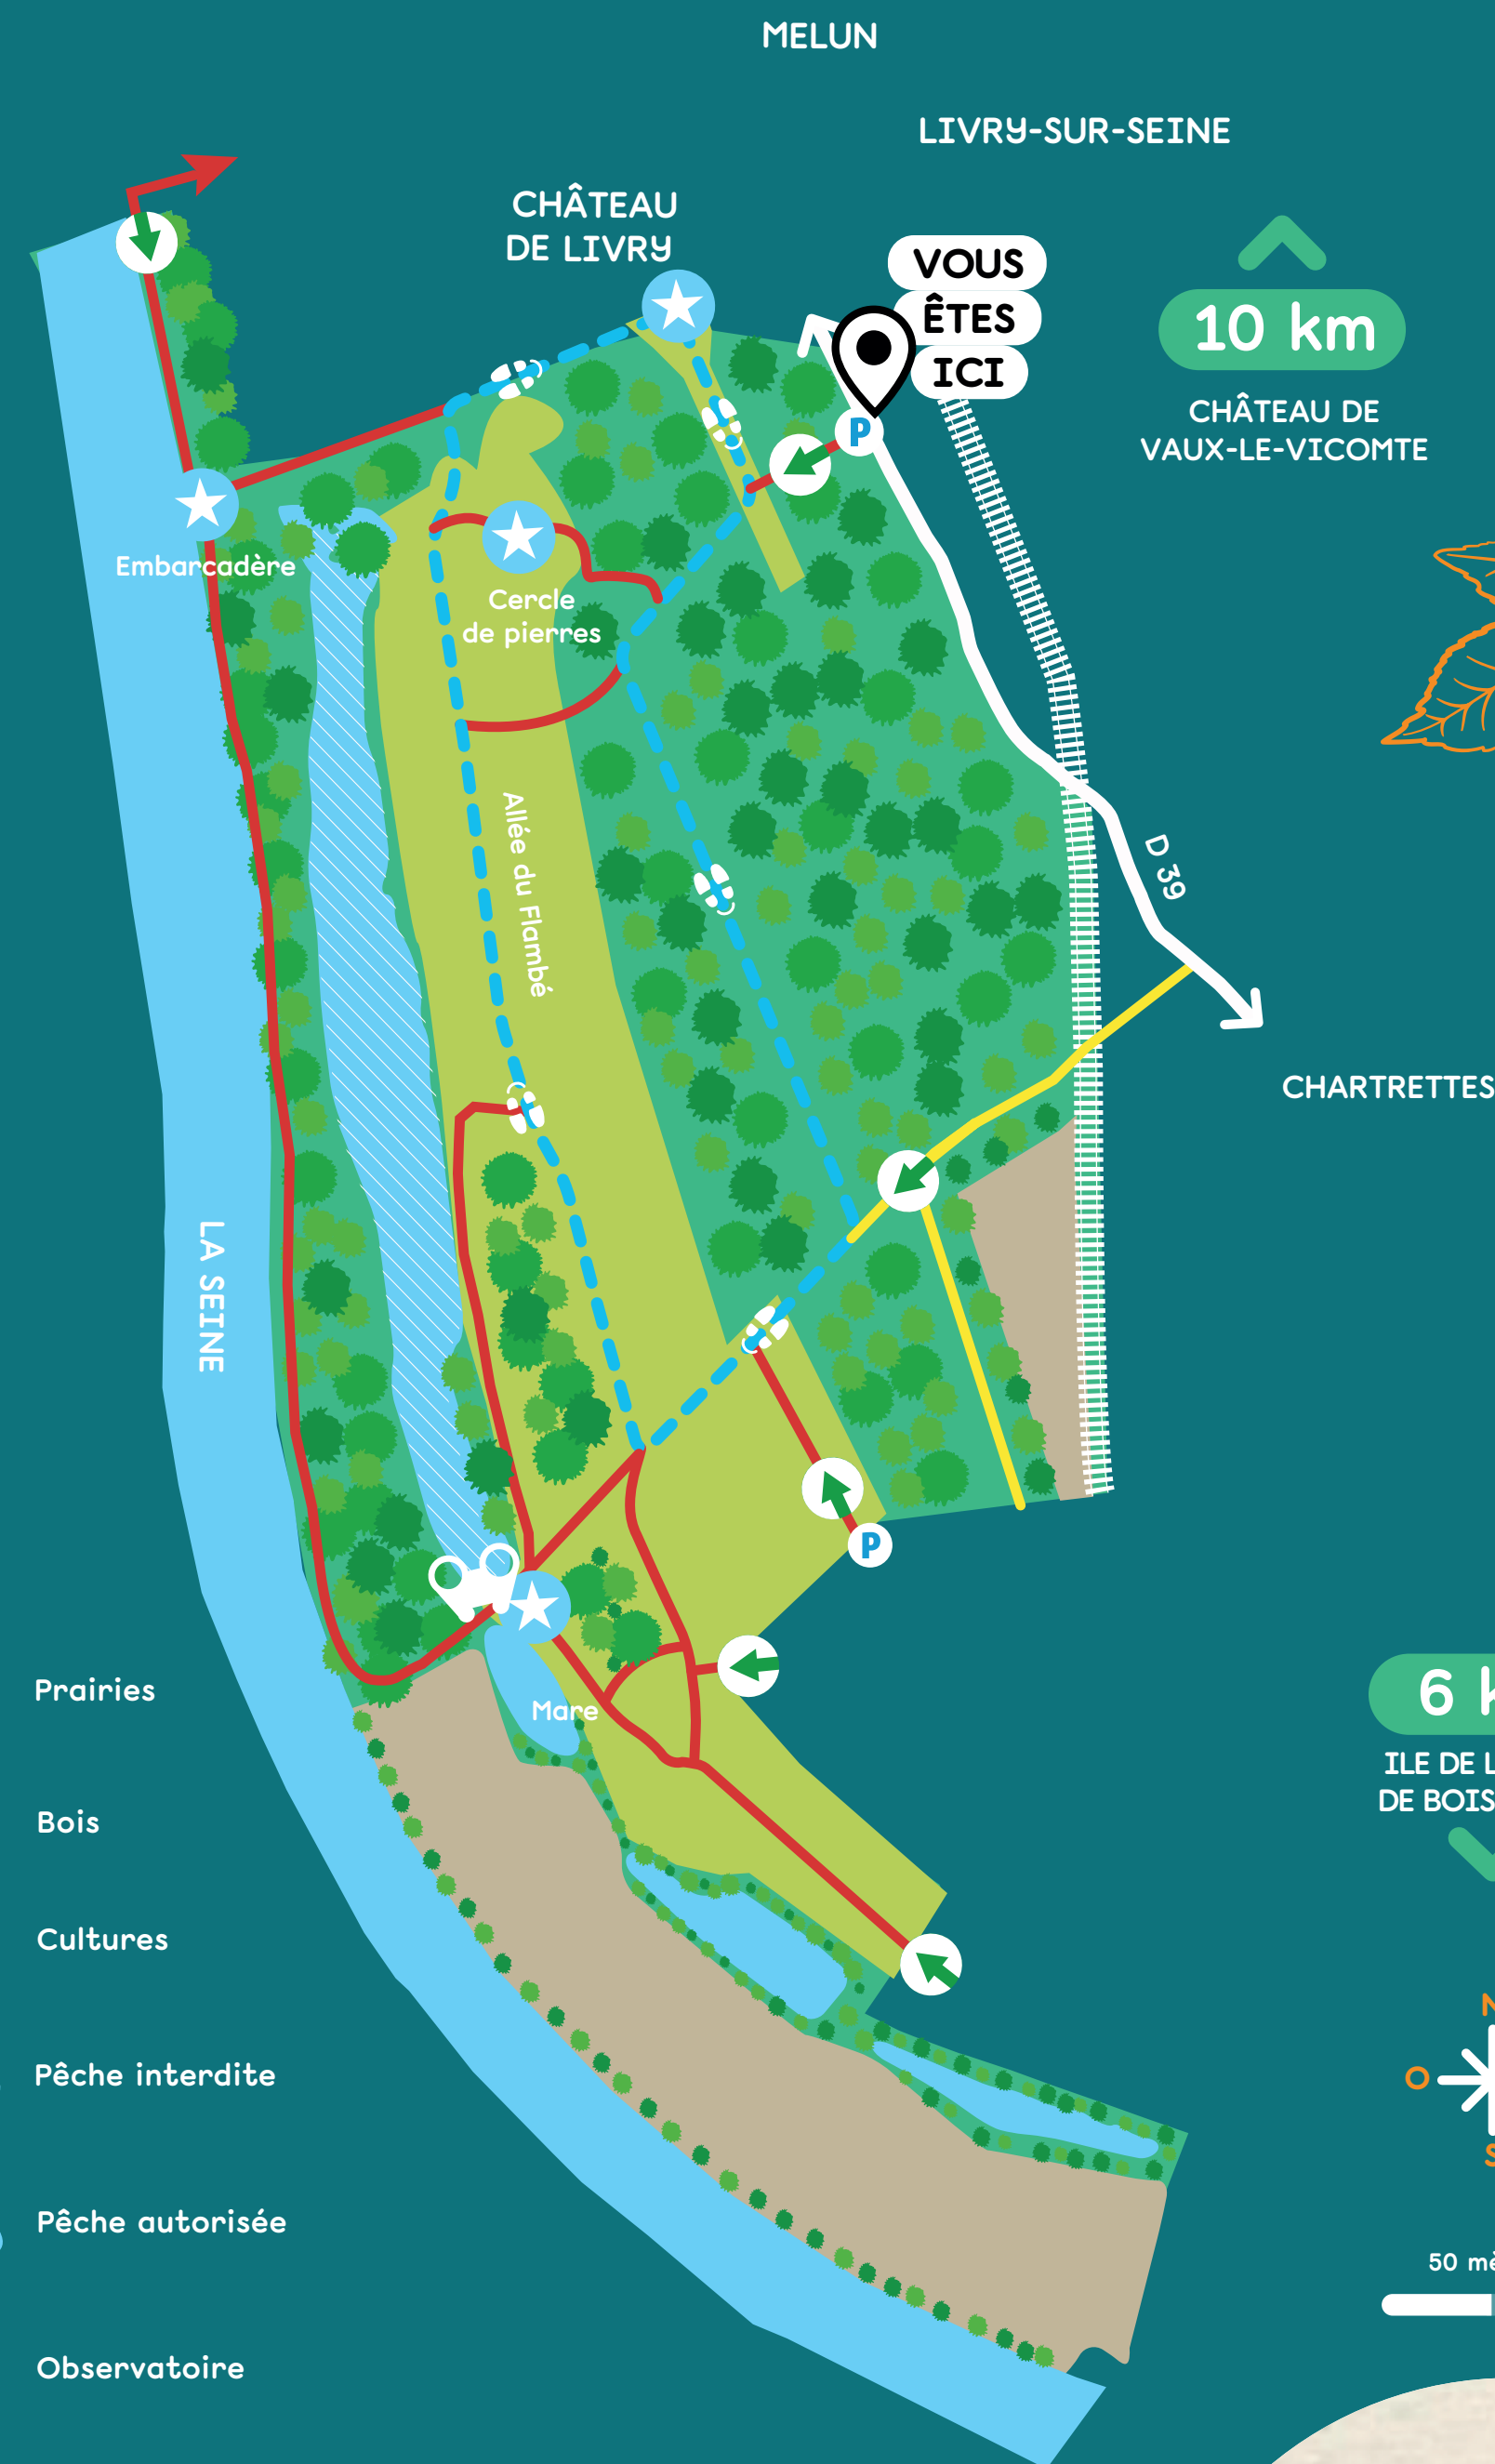 MELUN
LIVRY-SUR-SEINE
CHÂTEAU
DE LIVRY
VOUS
ÊTES
ICI
P
10 km
CHÂTEAU DE
VAUX-LE-VICOMTE
Embarcadère
Cercle
de pierres
Allée du Flambé
D 39
CHARTRETTES
LA SEINE
P
Mare
Prairies
Bois
Cultures
Pêche interdite
Pêche autorisée
Observatoire
6
ILE DE
DE BOIS
O
50